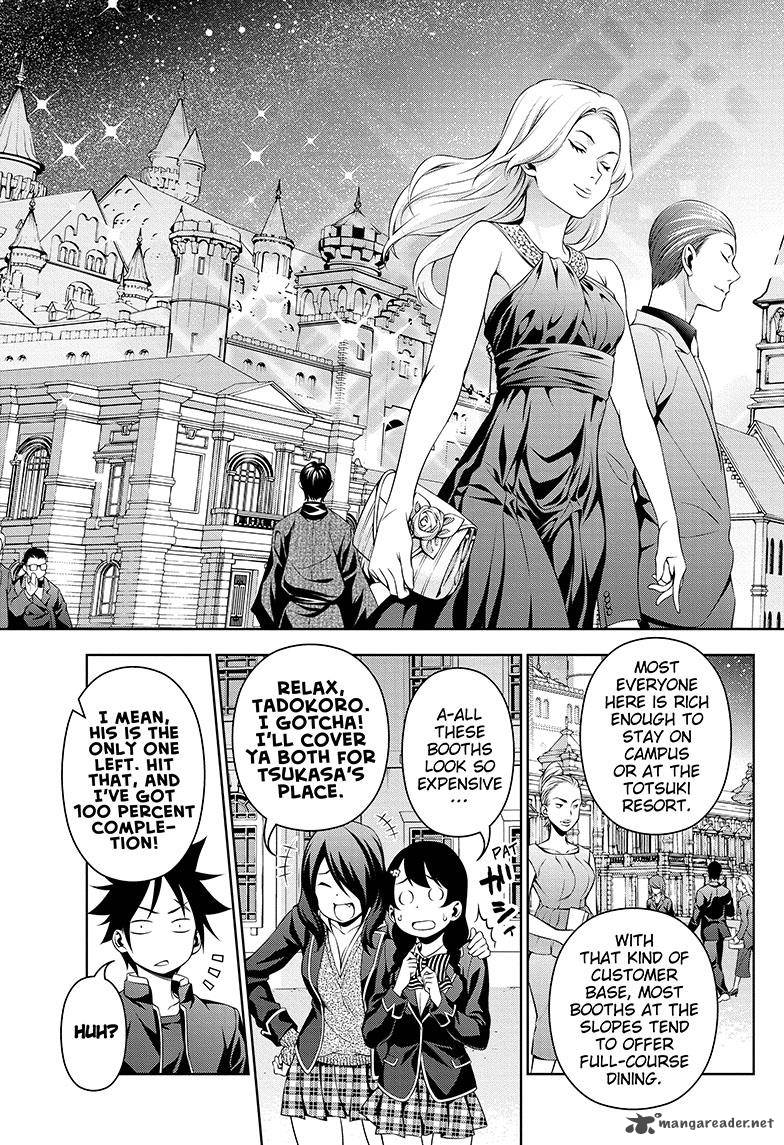 MOST
EVERYONE
HERE IS RICH
ENOUGH TO
STAY ON
CAMPUS
OR AT THE
TOTSUKI
RESORT.
WITH
THAT KIND OF
CUSTOMER
BASE, MOST
BOOTHS AT THE
SLOPES TEND
TO OFFER
FULL-COURSE
DINING.
A-ALL
THESE
BOOTHS
LOOK SO
EXPENSIVE
...
PAT
ガシッ
RELAX,
TADOKORO.
I GOTCHA!
I'LL COVER
YA BOTH FOR
TSUKASA'S
PLACE.
I MEAN,
HIS IS THE
ONLY ONE
LEFT. HIT
THAT, AND
I'VE GOT
100 PERCENT
COMPLE-
TION!
HUH?
mangareader.net